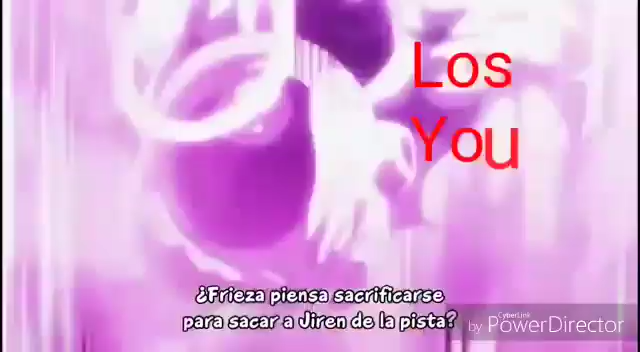 Los
You
¿Frieza piensa sacrificarse
para sacar a Jiren de la pista?
CyberLink
by PowerDirector